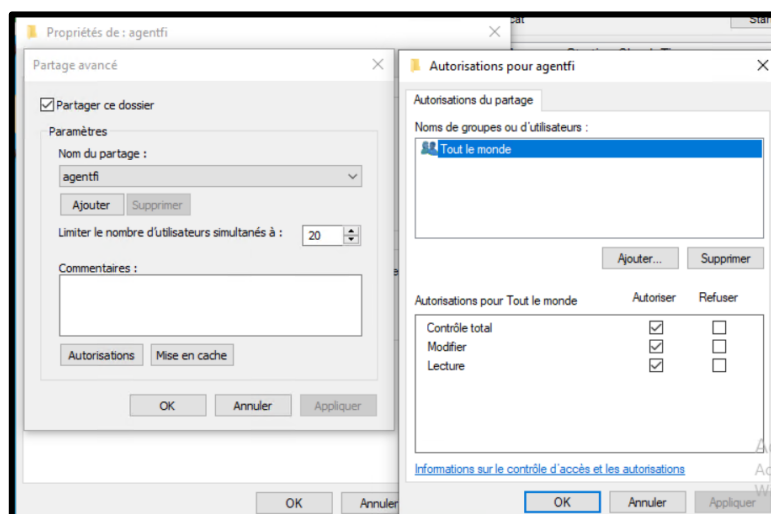 cat
Star
Propriétés de : agentfi
Partage avancé
Partager ce dossier
Paramètres
Nom du partage :
agentfi
Ajouter
Supprimer
Limiter le nombre d'utilisateurs simultanés à :
20
Commentaires :
Autorisations
Mise en cache
OK
Annuler
Appliquer
OK
Annuler
Autorisations pour agentfi
Autorisations du partage
Noms de groupes ou d'utilisateurs :
Tout le monde
Ajouter...
Supprimer
Autorisations pour Tout le monde
Autoriser
Refuser
Contrôle total
Modifier
Lecture
Informations sur le contrôle d'accès et les autorisations
OK
Annuler
Appliquer